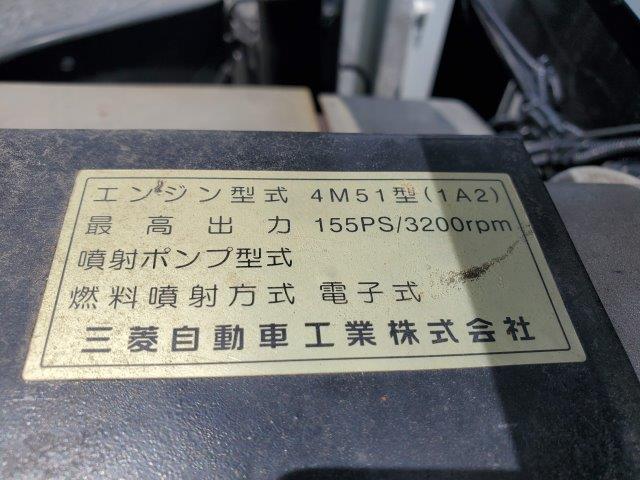 エンジン型式 4M51型(1A2)
最高出力 155PS/3200rpm
噴射ポンプ型式
燃料噴射方式 電子式
三菱自動車工業株式会社